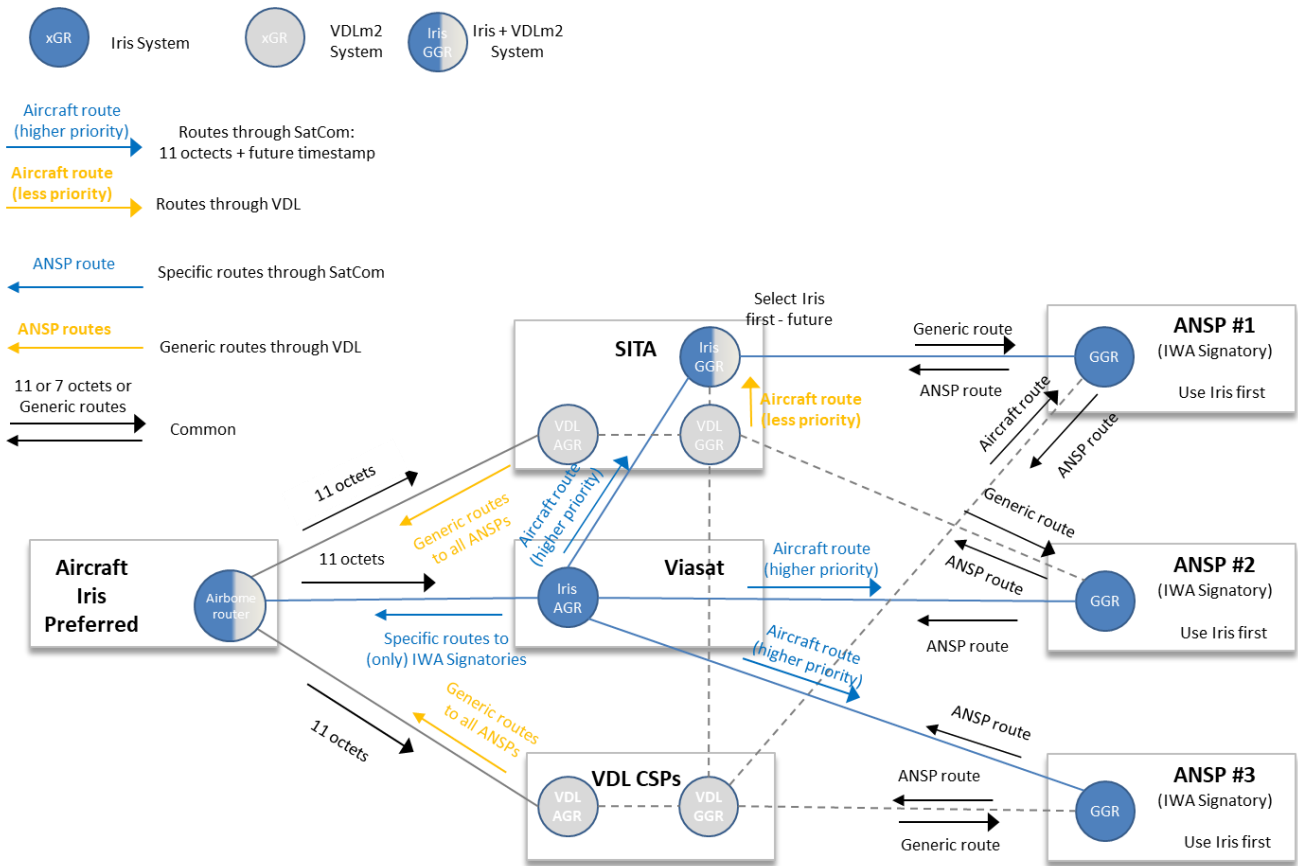 xGR
Iris System
xGR
VDLm2
System
Iris
GGR
Iris + VDLm2
System
Aircraft route
(higher priority)
Routes through SatCom:
11 octects + future timestamp
Aircraft route
(less priority)
Routes through VDL
ANSP route
Specific routes through SatCom
ANSP routes
Generic routes through VDL
11 or 7 octets or
Generic routes
Common
Select Iris
first - future
SITA
Iris
GGR
VDL
AGR
VDL
GGR
Aircraft route
(less priority)
Generic route
ANSP route
ANSP #1
(IWA Signatory)
GGR
Use Iris first
Aircraft route
ANSP route
11 octets
Generic routes
to all ANSPs
Aircraft route
(higher priority)
Generic route
ANSP route
Aircraft
Iris
Preferred
Airborne
router
11 octets
Specific routes to
(only) IWA Signatories
Viasat
Iris
AGR
Aircraft route
(higher priority)
ANSP route
ANSP #2
(IWA Signatory)
GGR
Use Iris first
Aircraft route
(higher priority)
ANSP route
11 octets
Generic routes
to all ANSPs
VDL CSPs
VDL
AGR
VDL
GGR
ANSP route
Generic route
ANSP #3
(IWA Signatory)
GGR
Use Iris first